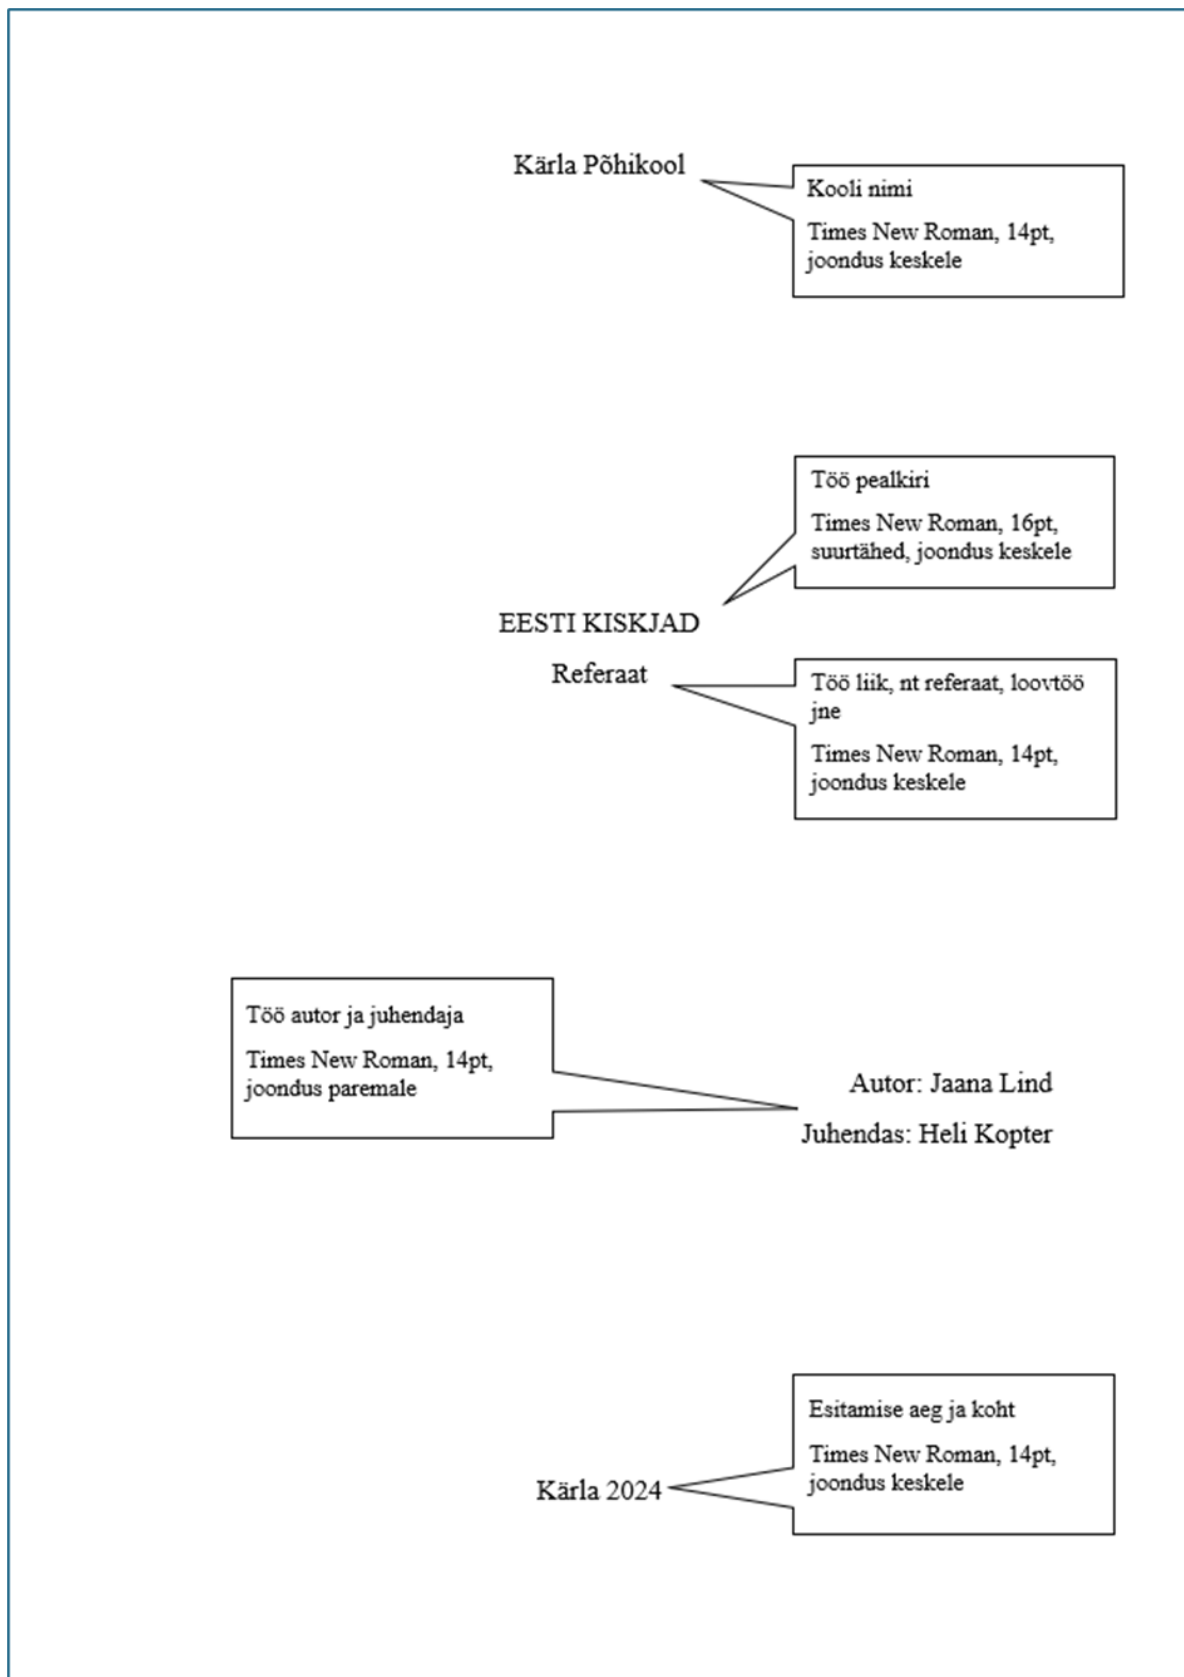 Kärla Põhikool
Kooli nimi
Times New Roman, 14pt,
joondus keskele
Töö pealkiri
Times New Roman, 16pt,
suurtähed, joondus keskele
EESTI KISKJAD
Referaat
Töö liik, nt referaat, loovtöö
jne
Times New Roman, 14pt,
joondus keskele
Töö autor ja juhendaja
Times New Roman, 14pt,
joondus paremale
Autor: Jaana Lind
Juhendas: Heli Kopter
Esitamise aeg ja koht
Times New Roman, 14pt,
joondus keskele
Kärla 2024